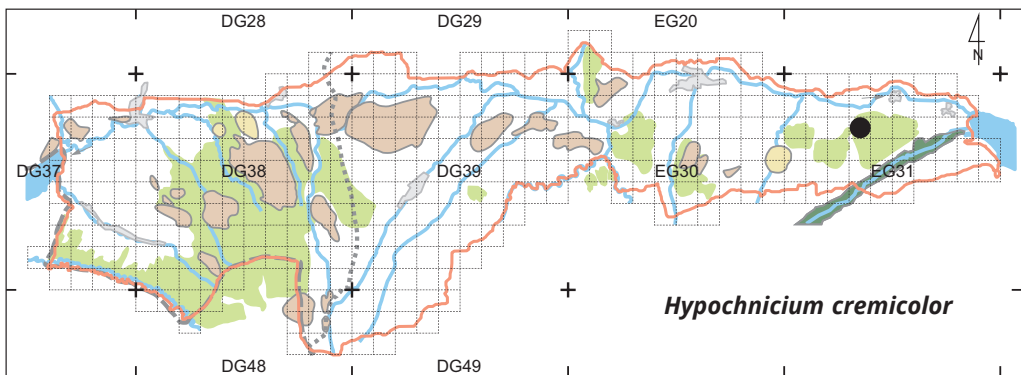 DG28 DG29 EG20
N
DG37 DG38 DG39 EG30 EG31
Hypochnicium cremicolor
DG48 DG49